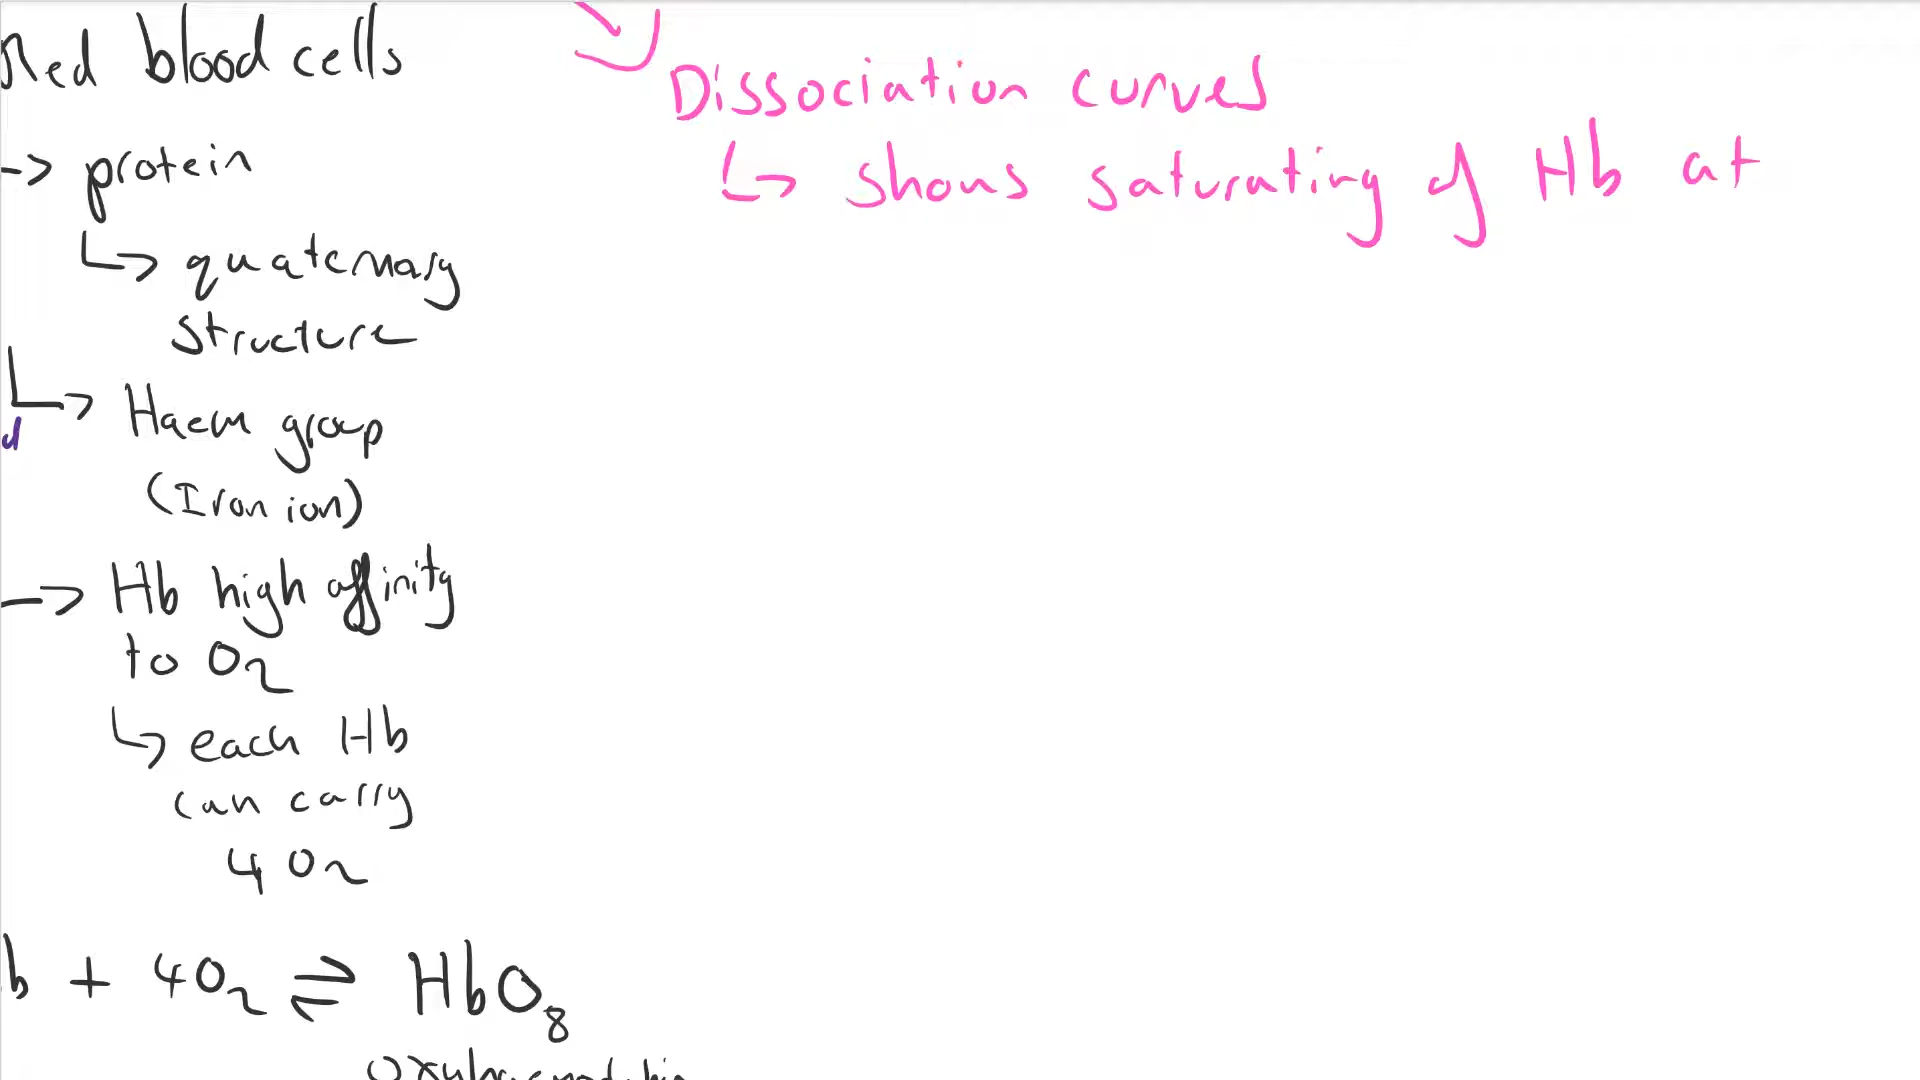 Red blood cells
-> protein
↳ quaternary
structure
↳ Haem group
d
(Iron ion)
-> Hb high affinity
to O2
↳ each Hb
can carry
4 O2
b + 4O2 ⇌ HbO8
oxyhaemoglobin
Dissociation curves
↳ shows saturating of Hb at